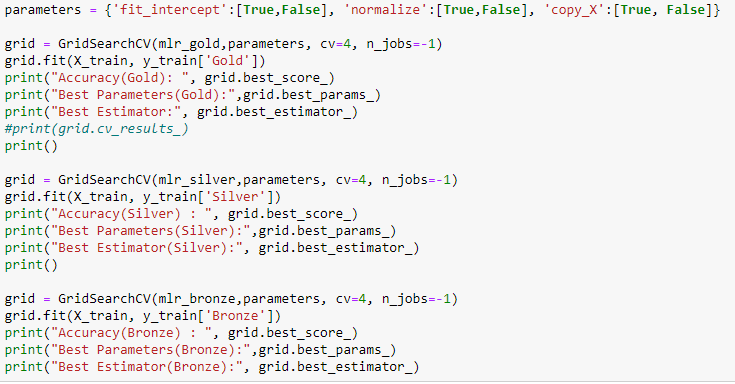 parameters = {'fit_intercept':[True,False], 'normalize':[True,False], 'copy_X':[True, False]}
grid = GridSearchCV(mlr_gold,parameters, cv=4, n_jobs=-1)
grid.fit(X_train, y_train['Gold'])
print("Accuracy(Gold): ", grid.best_score_)
print("Best Parameters(Gold):",grid.best_params_)
print("Best Estimator:", grid.best_estimator_)
#print(grid.cv_results_)
print()
grid = GridSearchCV(mlr_silver,parameters, cv=4, n_jobs=-1)
grid.fit(X_train, y_train['Silver'])
print("Accuracy(Silver) : ", grid.best_score_)
print("Best Parameters(Silver):",grid.best_params_)
print("Best Estimator(Silver):", grid.best_estimator_)
print()
grid = GridSearchCV(mlr_bronze,parameters, cv=4, n_jobs=-1)
grid.fit(X_train, y_train['Bronze'])
print("Accuracy(Bronze) : ", grid.best_score_)
print("Best Parameters(Bronze):",grid.best_params_)
print("Best Estimator(Bronze):", grid.best_estimator_)